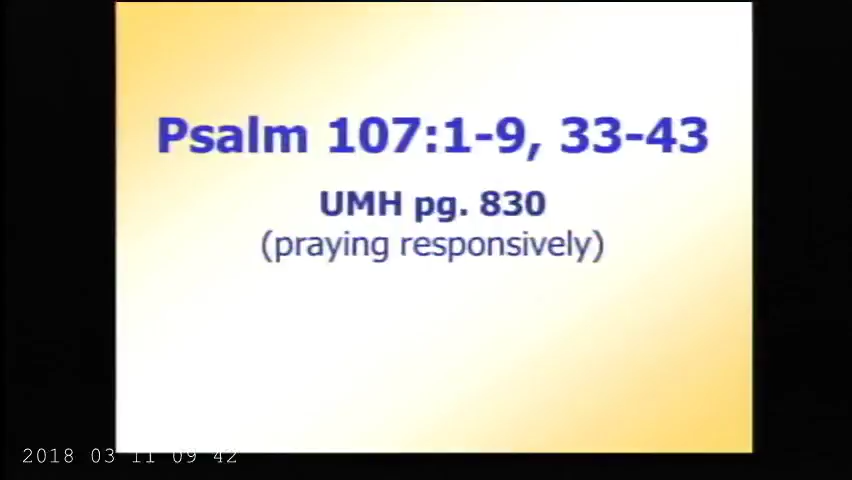 Psalm 107:1-9, 33-43
UMH pg. 830
(praying responsively)
2018 03 11 09 42